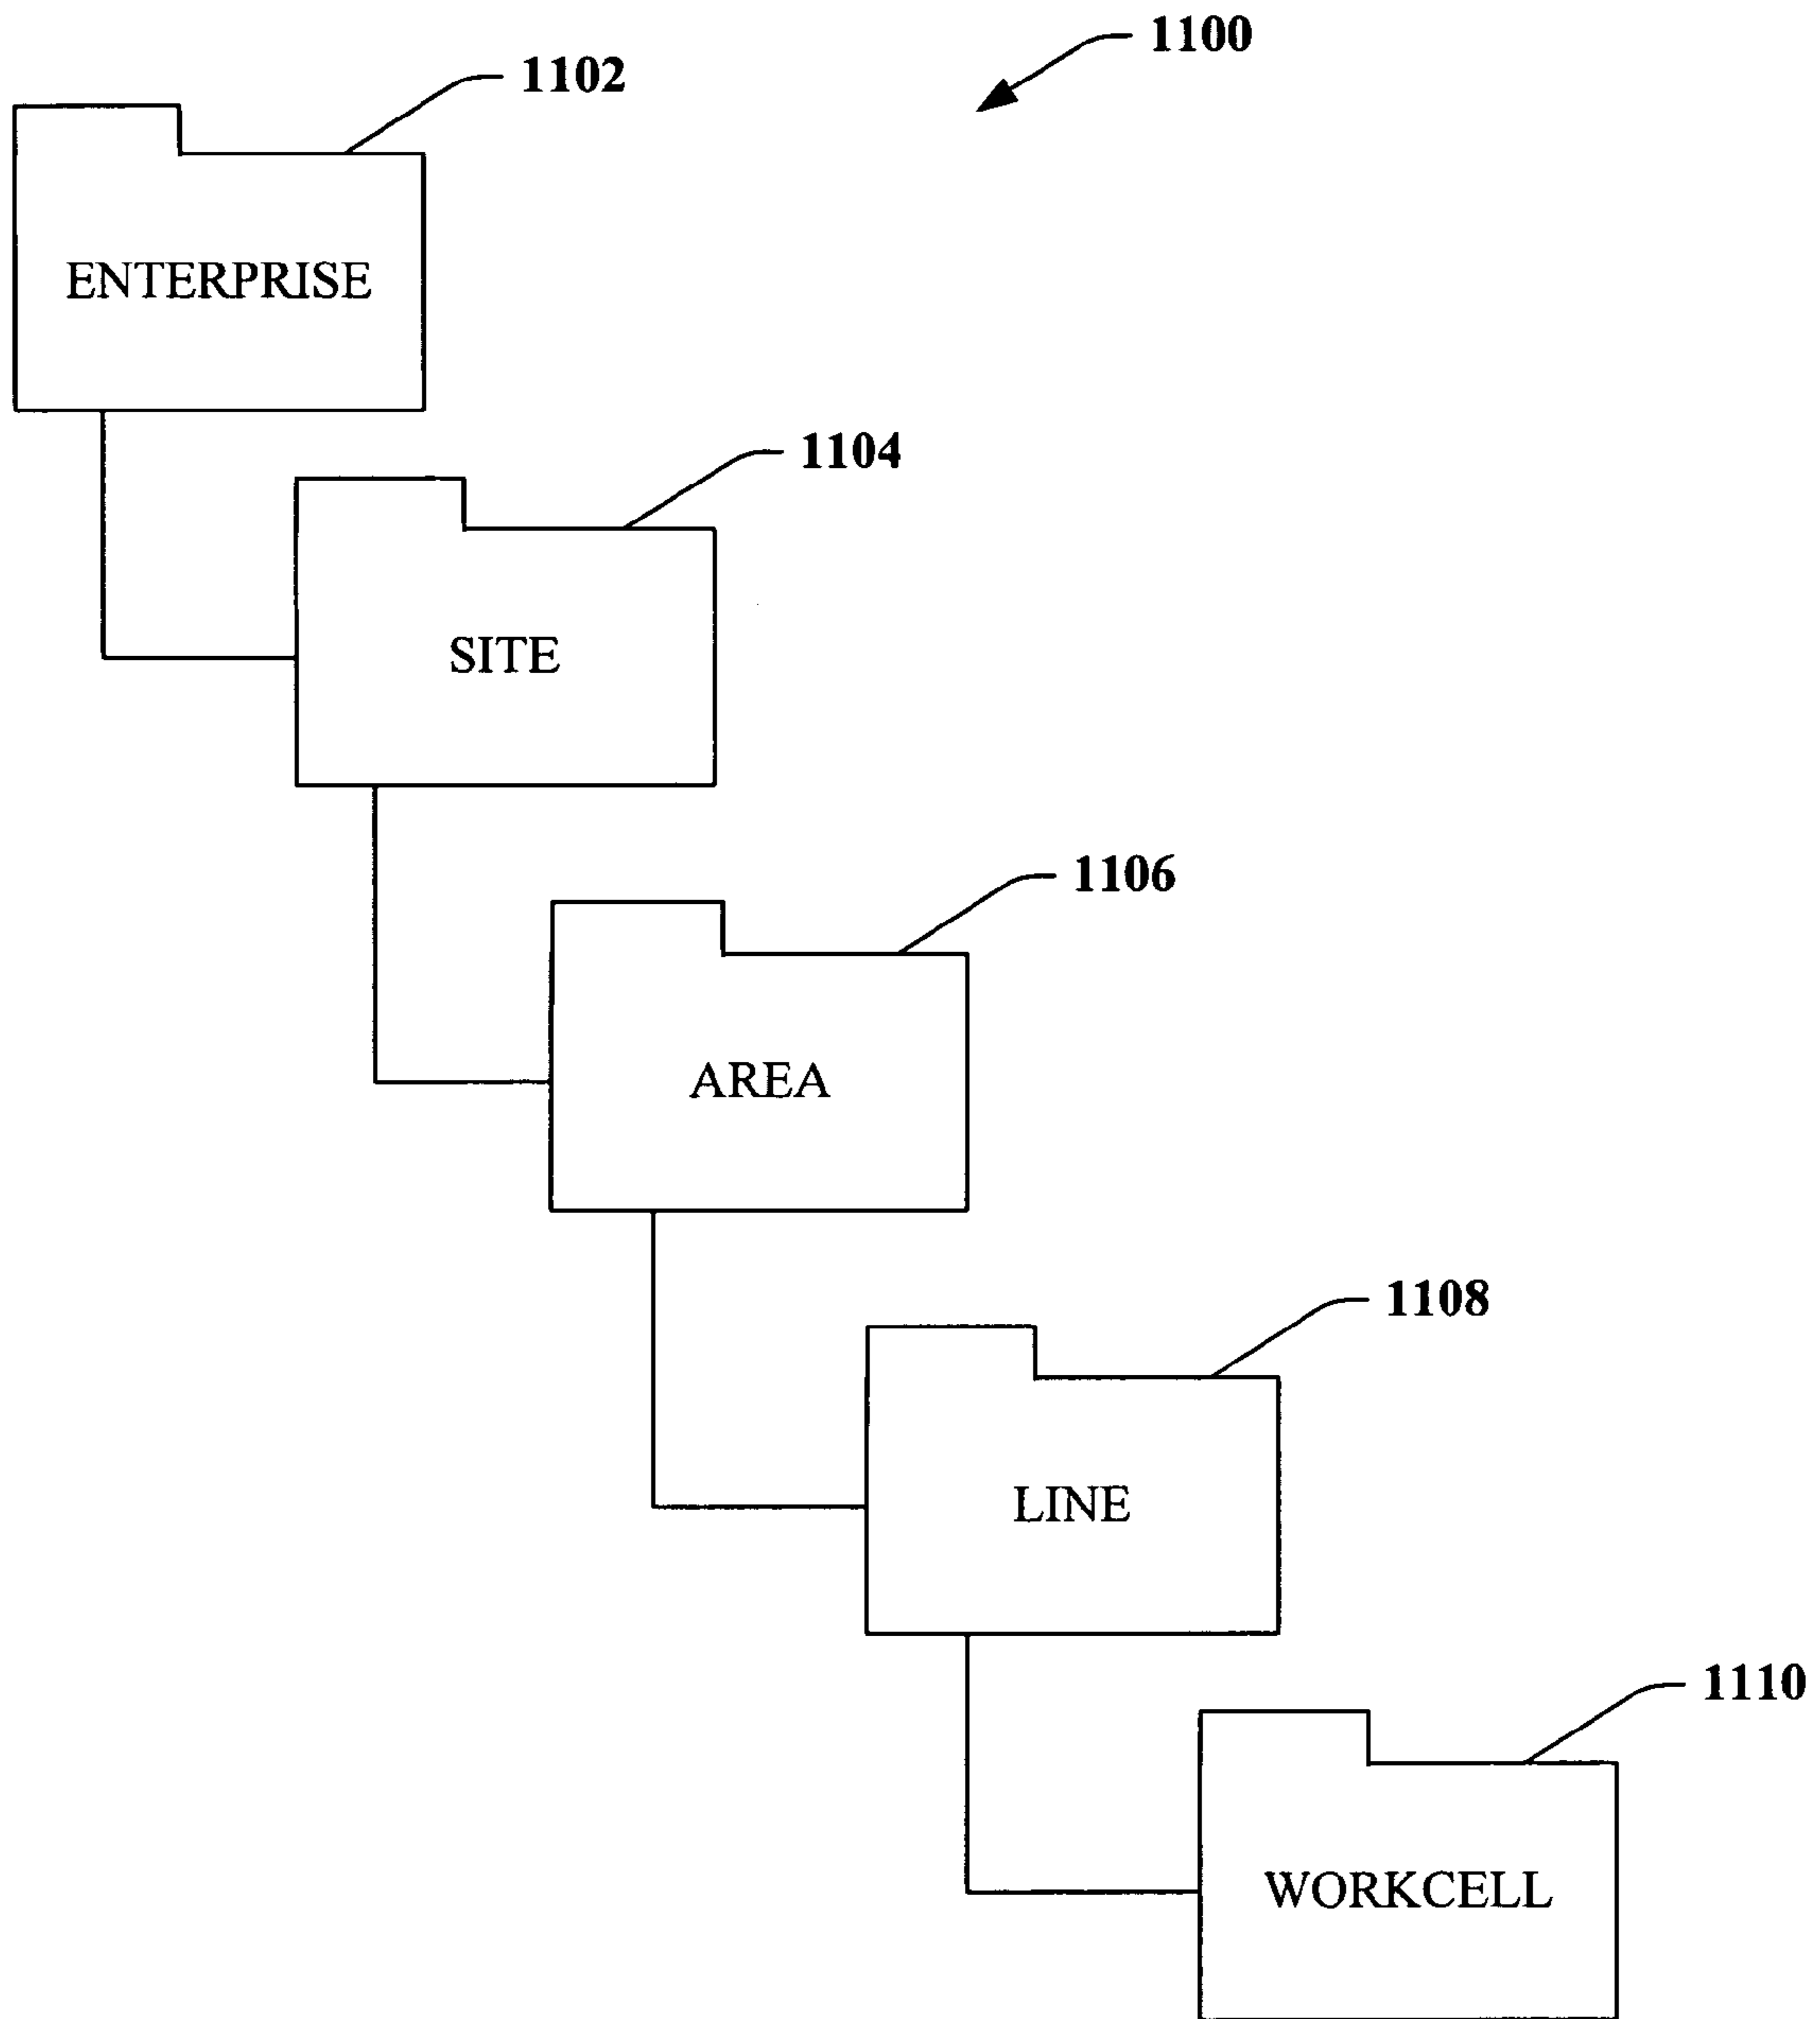 1100
1102
ENTERPRISE
1104
SITE
1106
AREA
1108
LINE
1110
WORKCELL